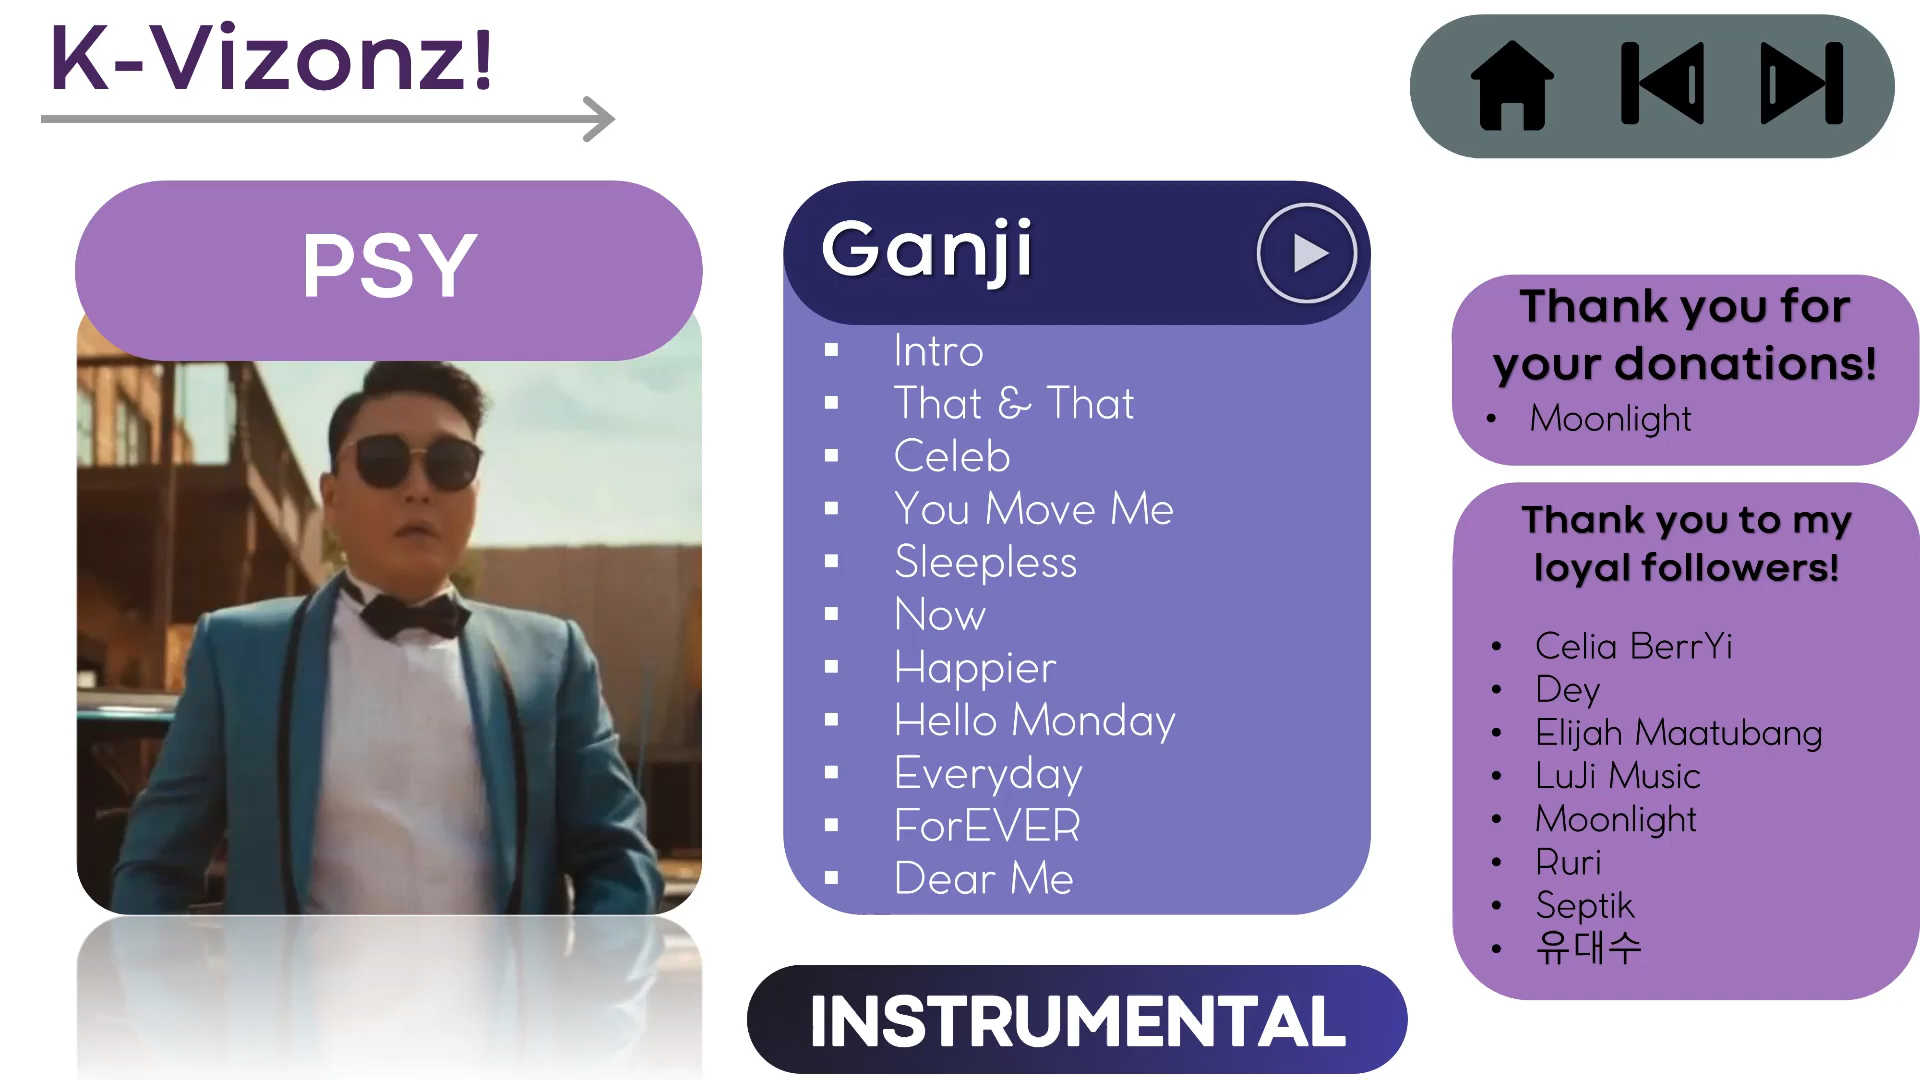 K-Vizonz!
PSY
Ganji
Intro
That & That
Celeb
You Move Me
Sleepless
Now
Happier
Hello Monday
Everyday
ForEVER
Dear Me
INSTRUMENTAL
Thank you for
your donations!
Moonlight
Thank you to my
loyal followers!
Celia BerrYi
Dey
Elijah Maatubang
LuJi Music
Moonlight
Ruri
Septik
유대수